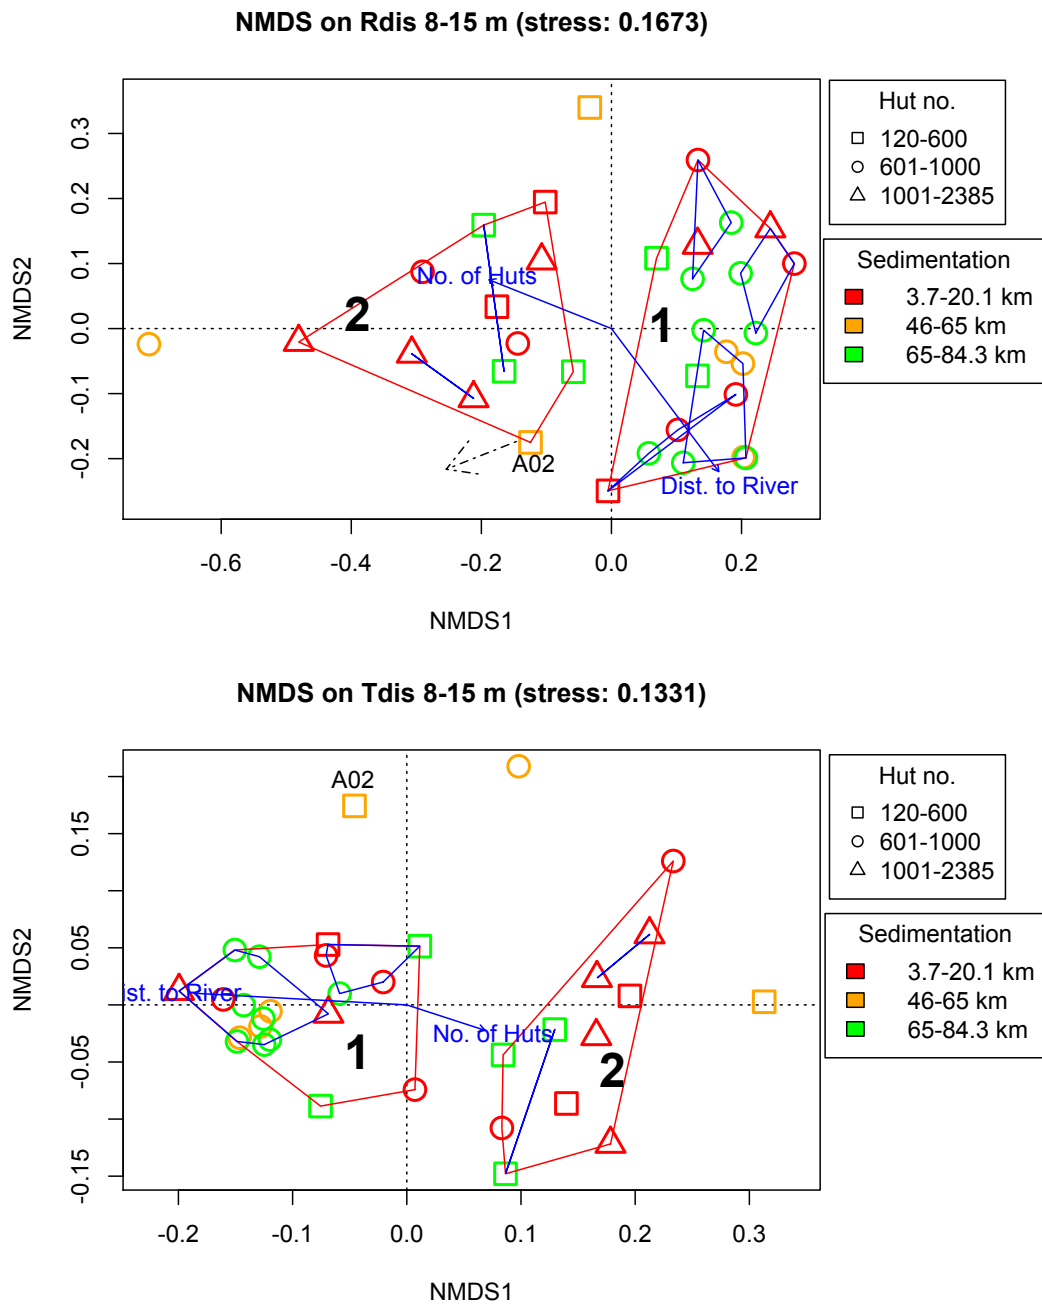 NMDS on Rdis 8-15 m (stress: 0.1673)
NMDS2
0.3
0.2
0.1
0.0
-0.1
-0.2
No. of Huts
2
1
A02
Dist. to River
-0.6 -0.4 -0.2 0.0 0.2
NMDS1
Hut no.
120-600
601-1000
1001-2385
Sedimentation
3.7-20.1 km
46-65 km
65-84.3 km
NMDS on Tdis 8-15 m (stress: 0.1331)
NMDS2
0.15
0.05
-0.05
-0.15
A02
ist. to River
No. of Huts
1
2
-0.2 -0.1 0.0 0.1 0.2 0.3
NMDS1
Hut no.
120-600
601-1000
1001-2385
Sedimentation
3.7-20.1 km
46-65 km
65-84.3 km